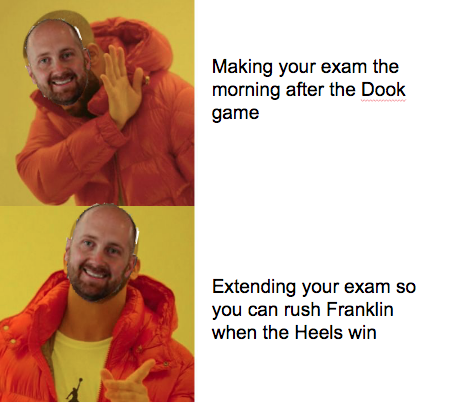 Making your exam the
morning after the Dook
game
Extending your exam so
you can rush Franklin
when the Heels win